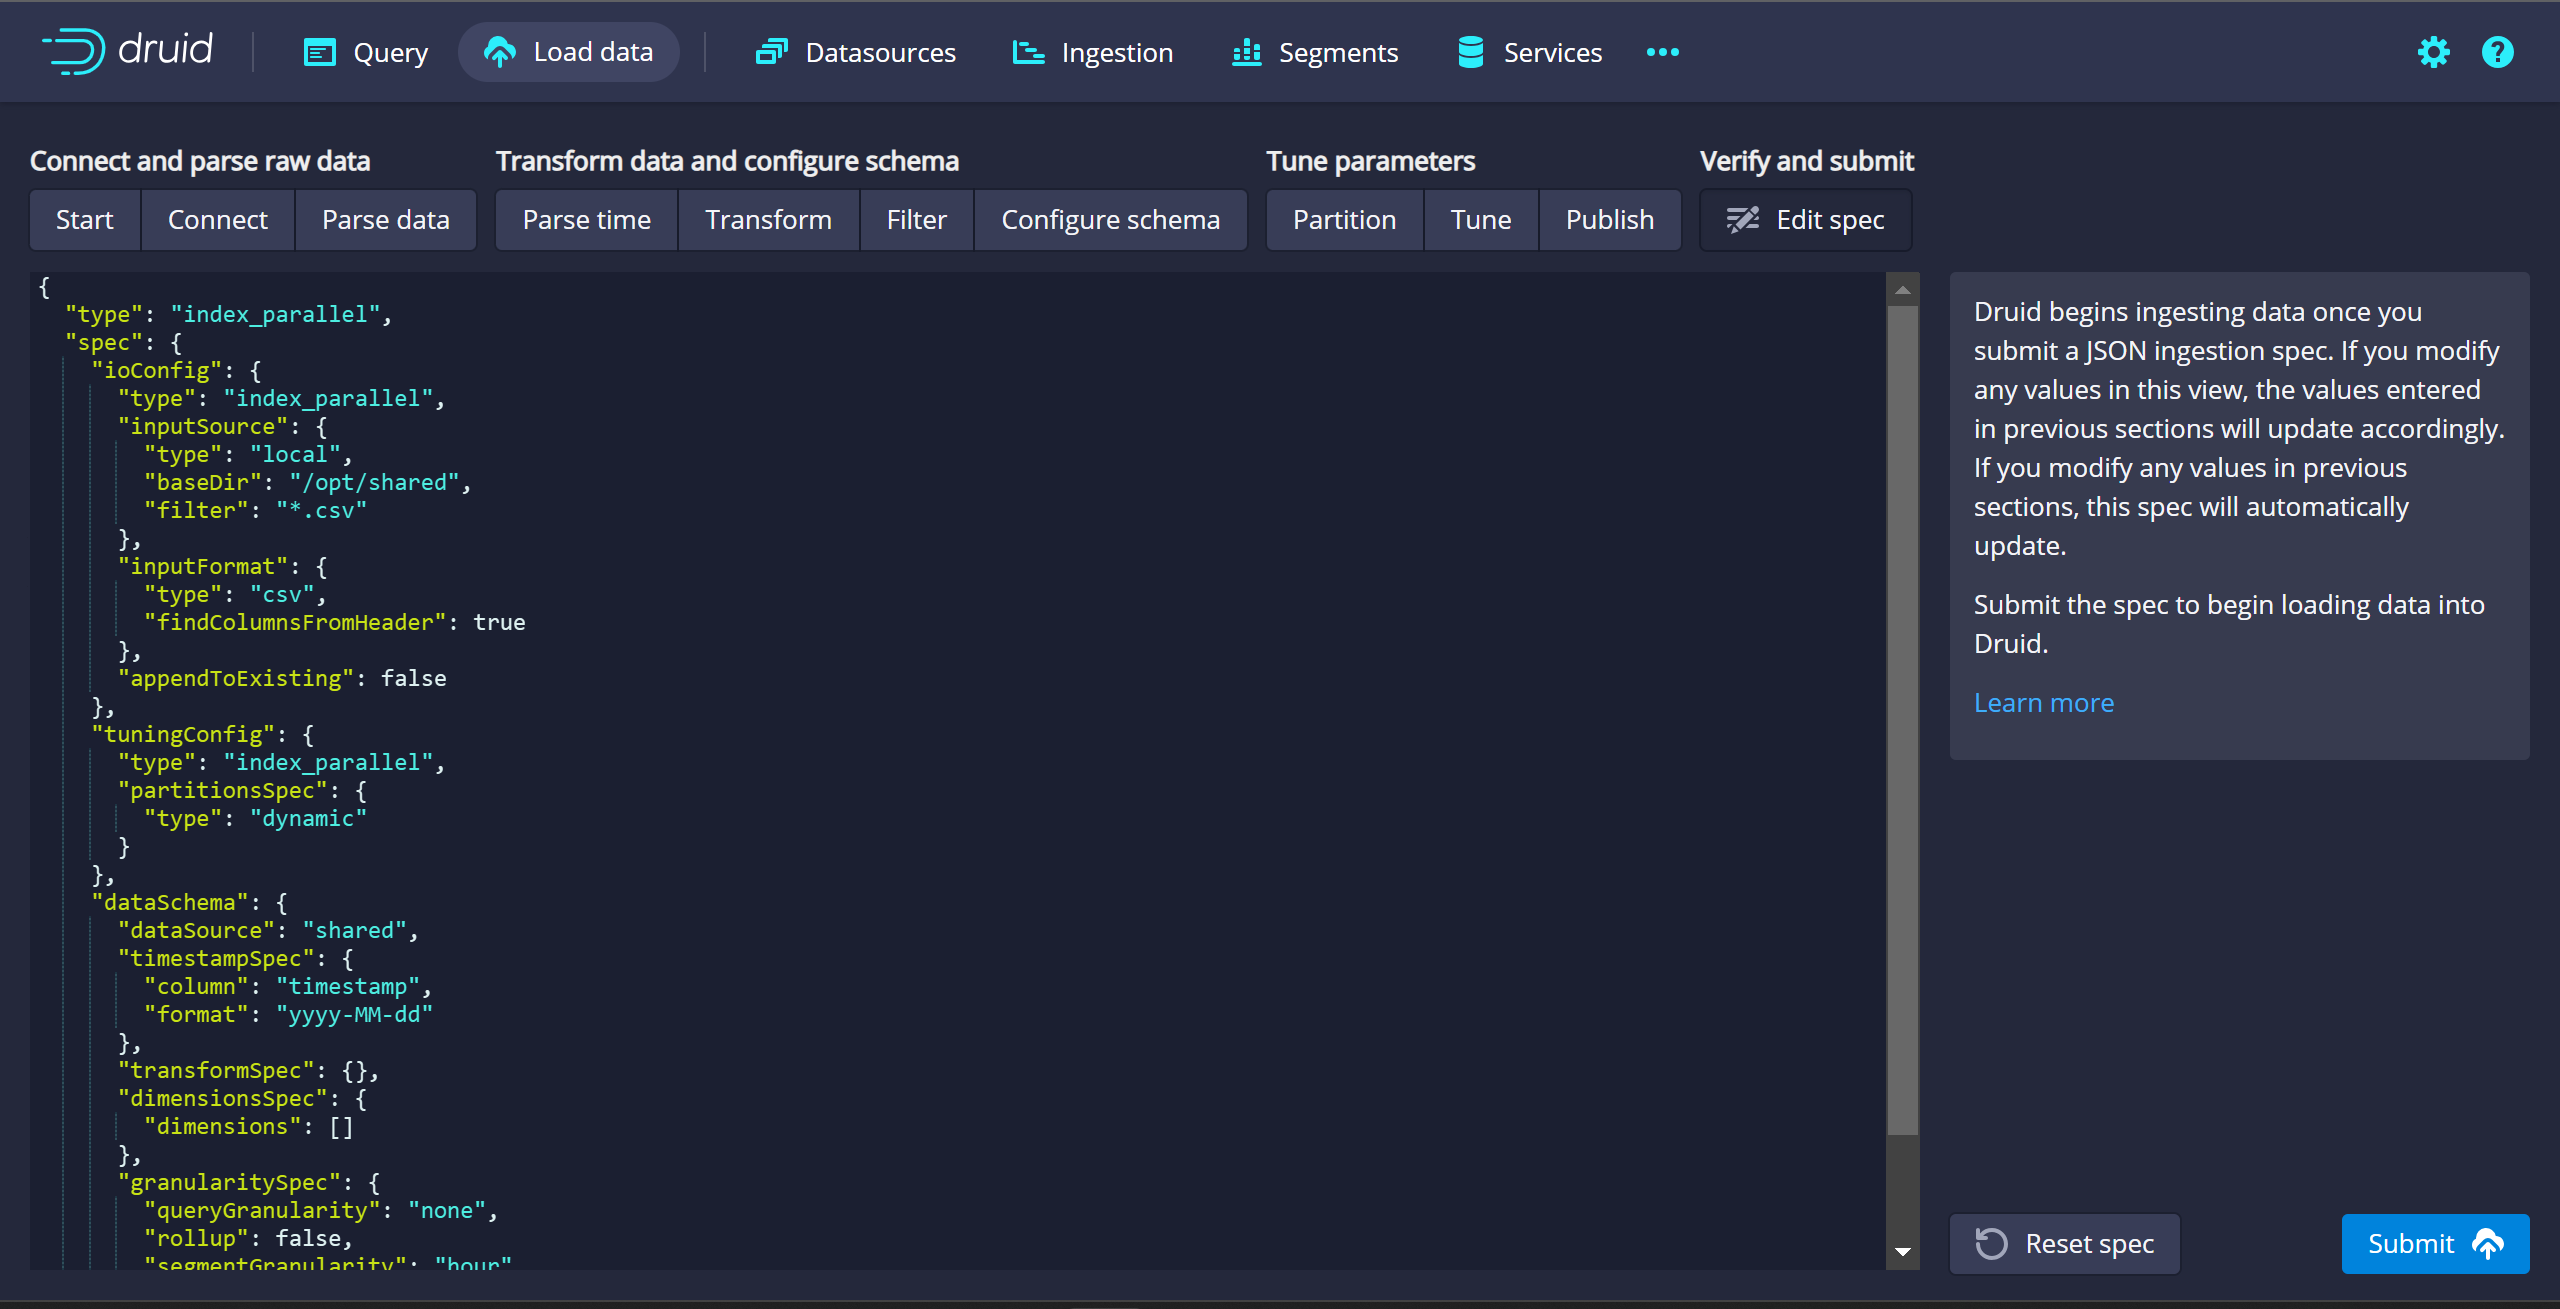 druid Query Load data Datasources Ingestion Segments Services
Connect and parse raw data Transform data and configure schema Tune parameters Verify and submit
Start Connect Parse data Parse time Transform Filter Configure schema Partition Tune Publish Edit spec
{
"type": "index_parallel",
"spec": {
"ioConfig": {
"type": "index_parallel",
"inputSource": {
"type": "local",
"baseDir": "/opt/shared",
"filter": "*.csv"
},
"inputFormat": {
"type": "csv",
"findColumnsFromHeader": true
},
"appendToExisting": false
},
"tuningConfig": {
"type": "index_parallel",
"partitionsSpec": {
"type": "dynamic"
}
},
"dataSchema": {
"dataSource": "shared",
"timestampSpec": {
"column": "timestamp",
"format": "yyyy-MM-dd"
},
"transformSpec": {},
"dimensionsSpec": {
"dimensions": []
},
"granularitySpec": {
"queryGranularity": "none",
"rollup": false,
"segmentGranularity": "hour"
Druid begins ingesting data once you
submit a JSON ingestion spec. If you modify
any values in this view, the values entered
in previous sections will update accordingly.
If you modify any values in previous
sections, this spec will automatically
update.
Submit the spec to begin loading data into
Druid.
Learn more
Reset spec Submit